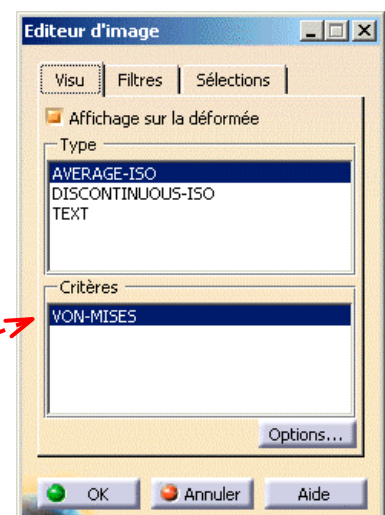 Editeur d'image
Visu Filtres Sélections
Affichage sur la déformée
Type
AVERAGE-ISO
DISCONTINUOUS-ISO
TEXT
Critères
VON-MISES
Options...
OK Annuler Aide